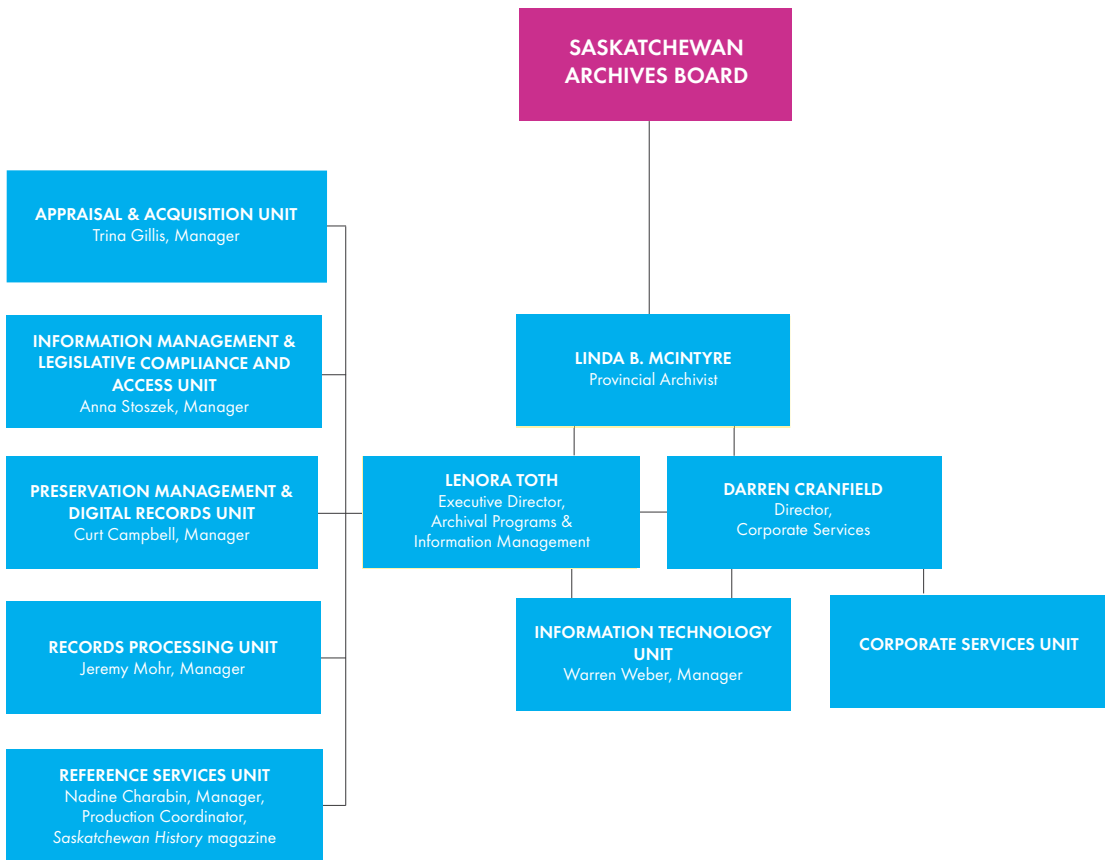 SASKATCHEWAN
ARCHIVES BOARD
APPRAISAL & ACQUISITION UNIT
Trina Gillis, Manager
INFORMATION MANAGEMENT &
LEGISLATIVE COMPLIANCE AND
ACCESS UNIT
Anna Stoszek, Manager
LINDA B. MCINTYRE
Provincial Archivist
PRESERVATION MANAGEMENT &
DIGITAL RECORDS UNIT
Curt Campbell, Manager
LENORA TOTH
Executive Director,
Archival Programs &
Information Management
DARREN CRANFIELD
Director,
Corporate Services
RECORDS PROCESSING UNIT
Jeremy Mohr, Manager
INFORMATION TECHNOLOGY
UNIT
Warren Weber, Manager
CORPORATE SERVICES UNIT
REFERENCE SERVICES UNIT
Nadine Charabin, Manager,
Production Coordinator,
Saskatchewan History magazine